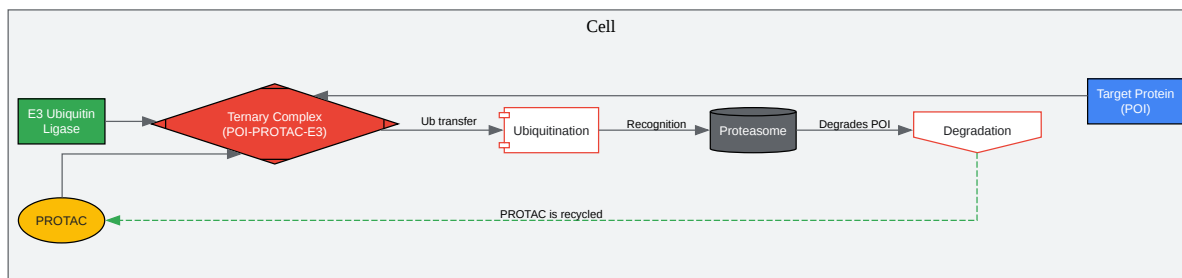 Cell
E3 Ubiquitin
Ligase
Ternary Complex
(POI-PROTAC-E3)
Ub transfer
Ubiquitination
Recognition
Proteasome
Degrades POI
Degradation
Target Protein
(POI)
PROTAC
PROTAC is recycled